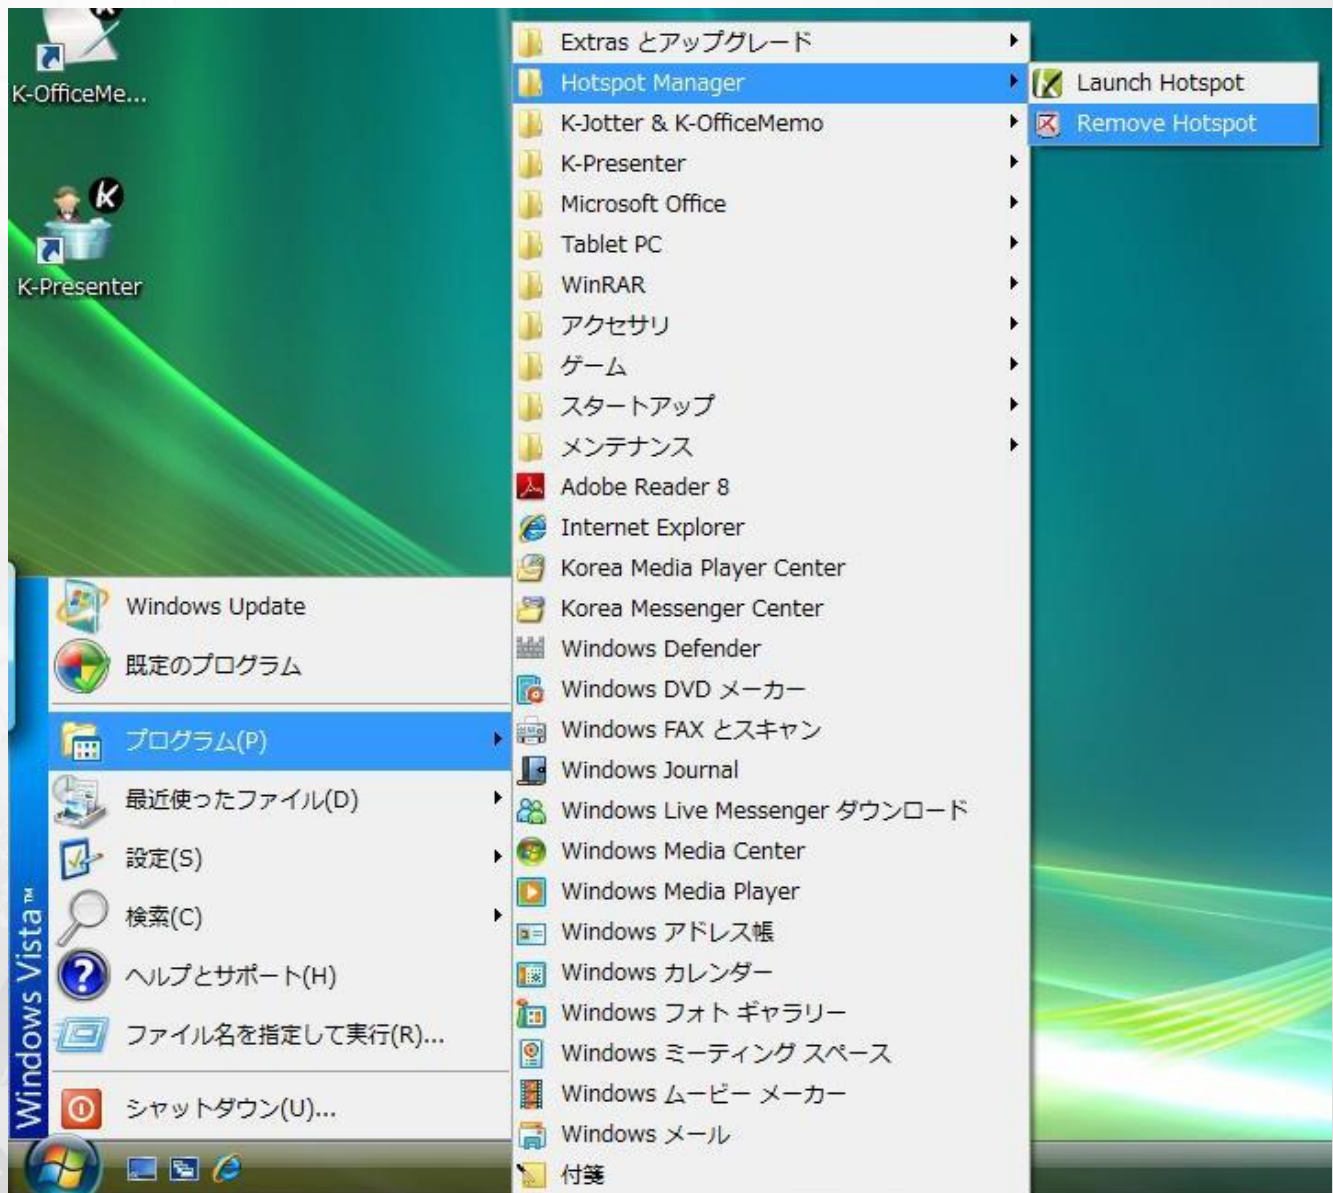 K-OfficeMe...
K-Presenter
Extras とアップグレード
Hotspot Manager
K-Jotter & K-OfficeMemo
K-Presenter
Microsoft Office
Tablet PC
WinRAR
アクセサリ
ゲーム
スタートアップ
メンテナンス
Adobe Reader 8
Internet Explorer
Korea Media Player Center
Korea Messenger Center
Windows Defender
Windows DVD メーカー
Windows FAX とスキャン
Windows Journal
Windows Live Messenger ダウンロード
Windows Media Center
Windows Media Player
Windows アドレス帳
Windows カレンダー
Windows フォト ギャラリー
Windows ミーティング スペース
Windows ムービー メーカー
Windows メール
付箋
Launch Hotspot
Remove Hotspot
Windows Update
既定のプログラム
プログラム(P)
最近使ったファイル(D)
設定(S)
検索(C)
ヘルプとサポート(H)
ファイル名を指定して実行(R)...
シャットダウン(U)...
Windows Vista™